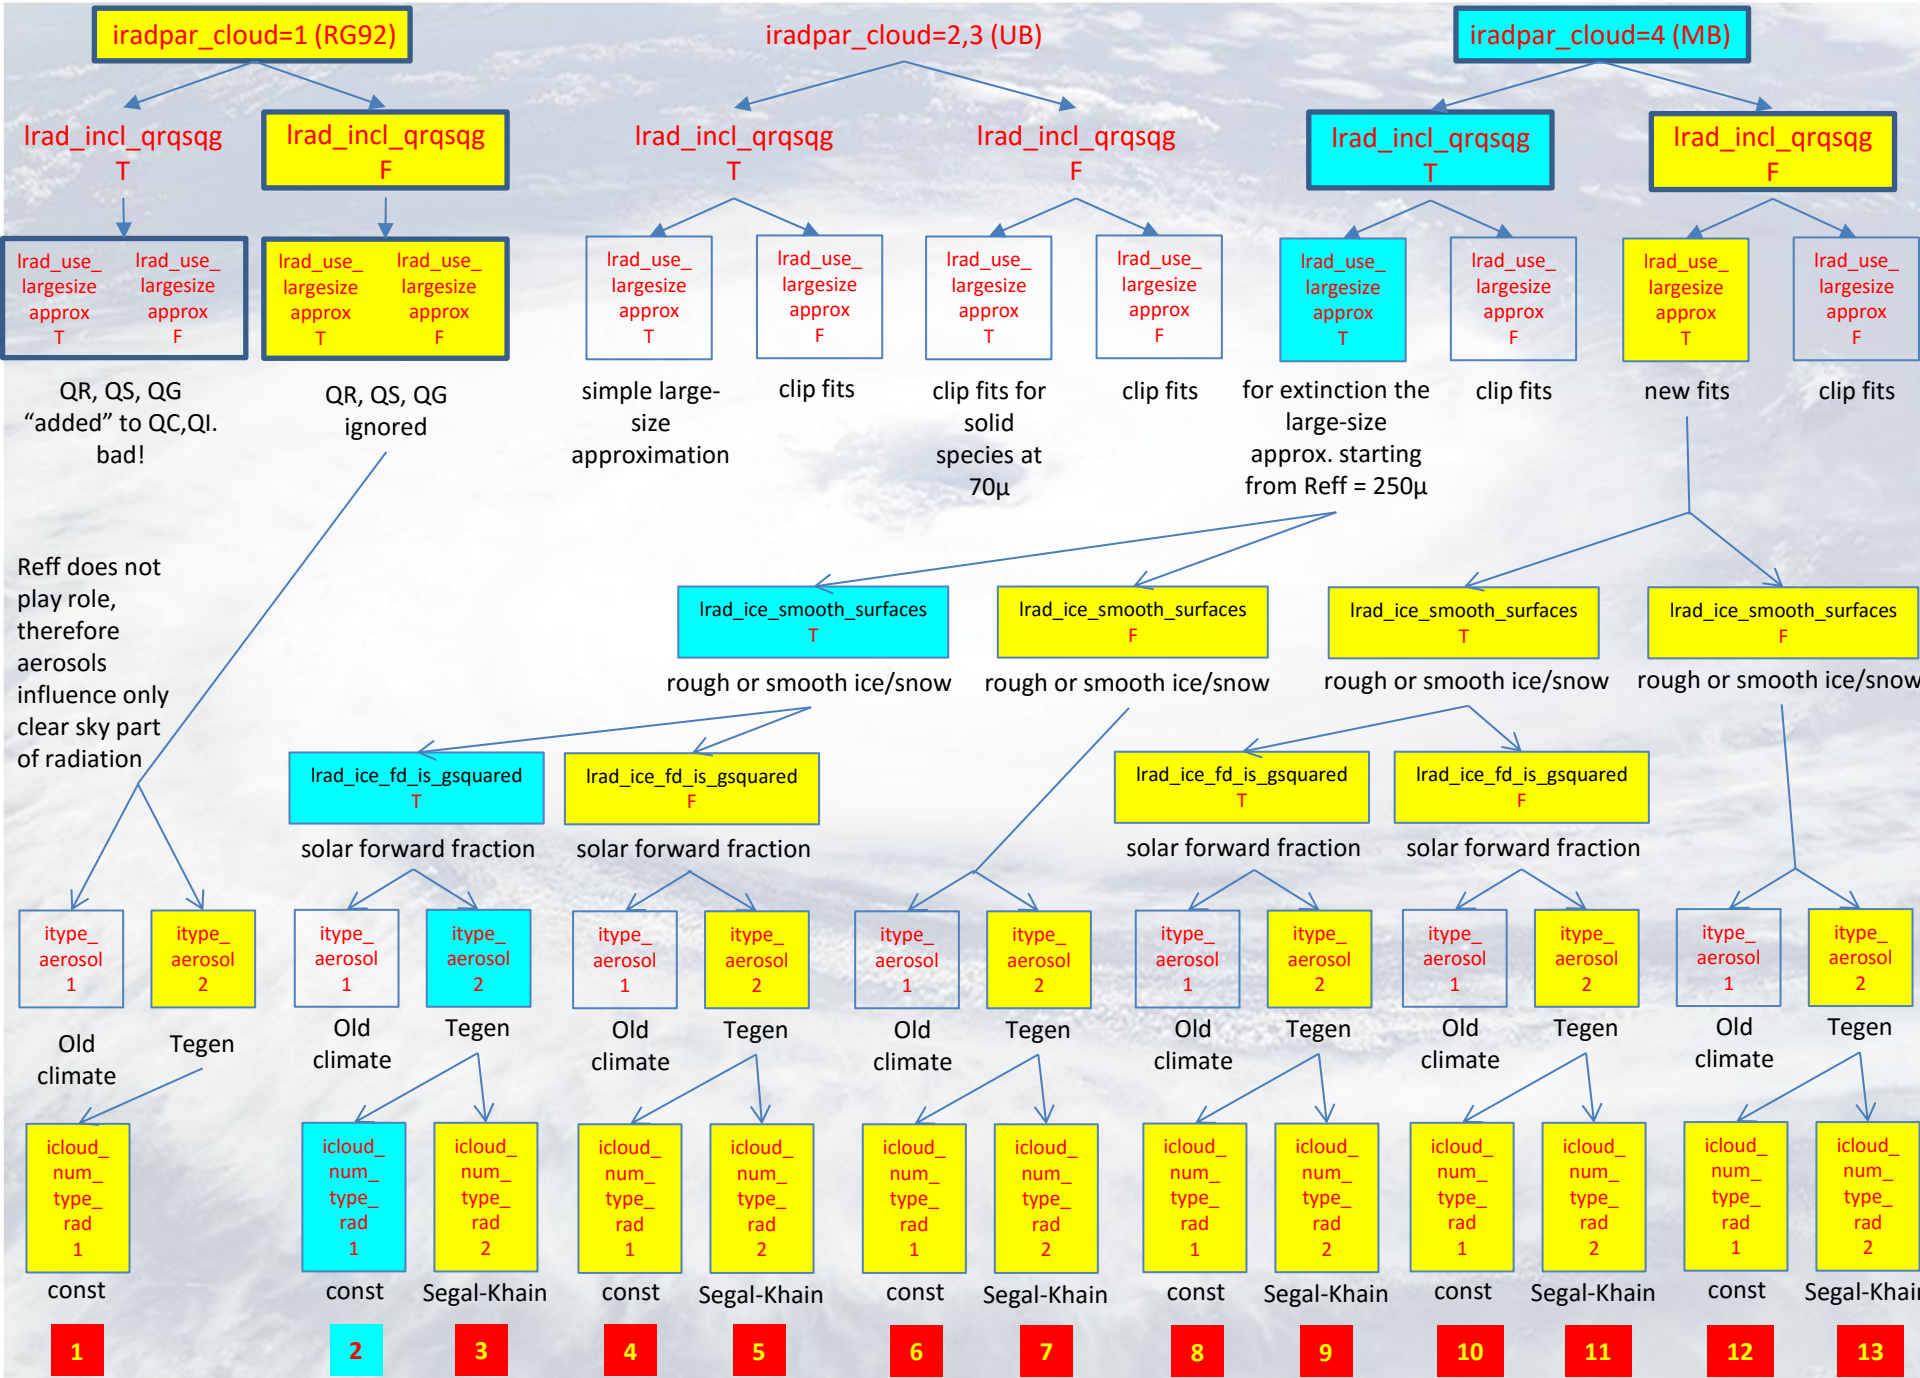 iradpar_cloud=1 (RG92)
iradpar_cloud=2,3 (UB)
iradpar_cloud=4 (MB)
lrad_incl_qrqsqg
T
lrad_incl_qrqsqg
F
lrad_incl_qrqsqg
T
lrad_incl_qrqsqg
F
lrad_incl_qrqsqg
T
lrad_incl_qrqsqg
F
lrad_use_
largesize
approx
T
lrad_use_
largesize
approx
F
lrad_use_
largesize
approx
T
lrad_use_
largesize
approx
F
lrad_use_
largesize
approx
T
lrad_use_
largesize
approx
F
lrad_use_
largesize
approx
T
lrad_use_
largesize
approx
F
lrad_use_
largesize
approx
T
lrad_use_
largesize
approx
F
lrad_use_
largesize
approx
T
lrad_use_
largesize
approx
F
QR, QS, QG
“added” to QC,QI.
bad!
QR, QS, QG
ignored
simple large-
size
approximation
clip fits
clip fits for
solid
species at
70µ
clip fits
for extinction the
large-size
approx. starting
from Reff = 250µ
clip fits
new fits
clip fits
Reff does not
play role,
therefore
aerosols
influence only
clear sky part
of radiation
lrad_ice_smooth_surfaces
T
lrad_ice_smooth_surfaces
F
lrad_ice_smooth_surfaces
T
lrad_ice_smooth_surfaces
F
rough or smooth ice/snow
rough or smooth ice/snow
rough or smooth ice/snow
rough or smooth ice/snow
lrad_ice_fd_is_gsquared
T
lrad_ice_fd_is_gsquared
F
lrad_ice_fd_is_gsquared
T
lrad_ice_fd_is_gsquared
F
solar forward fraction
solar forward fraction
solar forward fraction
solar forward fraction
itype_
aerosol
1
itype_
aerosol
2
itype_
aerosol
1
itype_
aerosol
2
itype_
aerosol
1
itype_
aerosol
2
itype_
aerosol
1
itype_
aerosol
2
itype_
aerosol
1
itype_
aerosol
2
itype_
aerosol
1
itype_
aerosol
2
itype_
aerosol
1
itype_
aerosol
2
Old
climate
Tegen
Old
climate
Tegen
Old
climate
Tegen
Old
climate
Tegen
Old
climate
Tegen
Old
climate
Tegen
Old
climate
Tegen
icloud_
num_
type_
rad
1
icloud_
num_
type_
rad
1
icloud_
num_
type_
rad
2
icloud_
num_
type_
rad
1
icloud_
num_
type_
rad
2
icloud_
num_
type_
rad
1
icloud_
num_
type_
rad
2
icloud_
num_
type_
rad
1
icloud_
num_
type_
rad
2
icloud_
num_
type_
rad
1
icloud_
num_
type_
rad
2
icloud_
num_
type_
rad
1
icloud_
num_
type_
rad
2
const
const
Segal-Khain
const
Segal-Khain
const
Segal-Khain
const
Segal-Khain
const
Segal-Khain
const
Segal-Khain
1
2
3
4
5
6
7
8
9
10
11
12
13